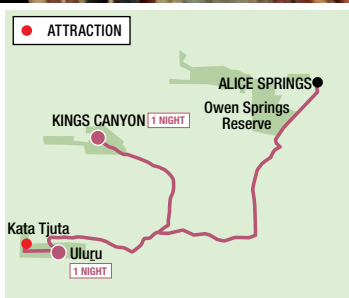 ATTRACTION
ALICE SPRINGS
Owen Springs
Reserve
KINGS CANYON 1 NIGHT
Kata Tjuta
Uluṟu
1 NIGHT